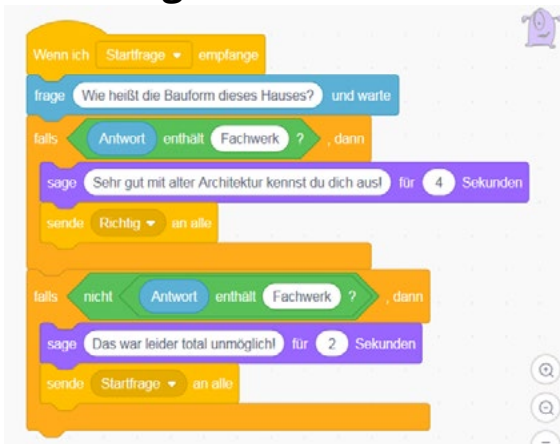 Wenn ich Startfrage empfange
frage Wie heißt die Bauform dieses Hauses? und warte
falls Antwort enthält Fachwerk ? , dann
sage Sehr gut mit alter Architektur kennst du dich aus! für 4 Sekunden
sende Richtig an alle
falls nicht Antwort enthält Fachwerk ? , dann
sage Das war leider total unmöglich! für 2 Sekunden
sende Startfrage an alle